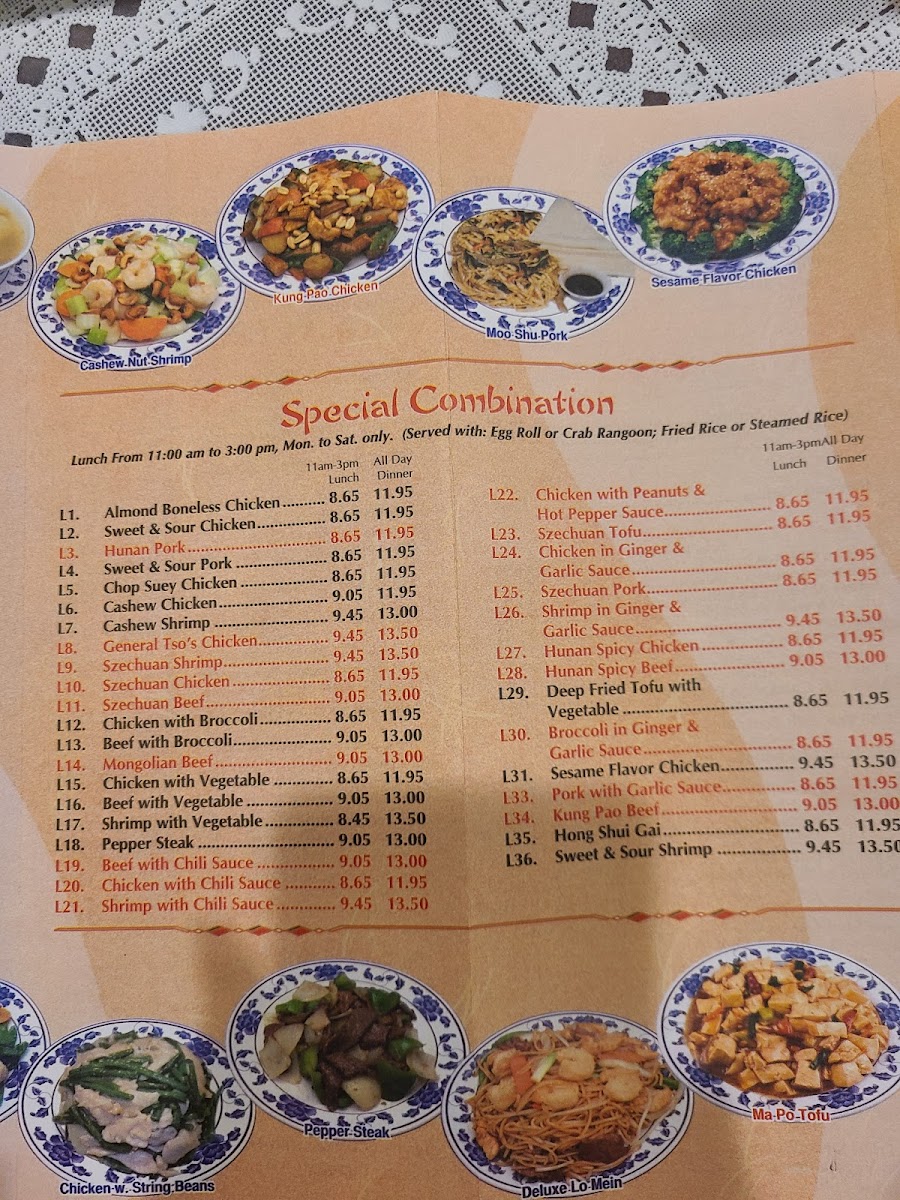 Cashew Nut Shrimp
Kung Pao Chicken
Moo Shu Pork
Sesame Flavor Chicken
Special Combination
Lunch From 11:00 am to 3:00 pm, Mon. to Sat. only. (Served with: Egg Roll or Crab Rangoon; Fried Rice or Steamed Rice)
11am-3pm All Day
Lunch Dinner
L1. Almond Boneless Chicken.......... 8.65 11.95
L2. Sweet & Sour Chicken................ 8.65 11.95
L3. Hunan Pork................................ 8.65 11.95
L4. Sweet & Sour Pork ..................... 8.65 11.95
L5. Chop Suey Chicken .................... 8.65 11.95
L6. Cashew Chicken......................... 9.05 11.95
L7. Cashew Shrimp .......................... 9.45 13.00
L8. General Tso's Chicken................ 9.45 13.50
L9. Szechuan Shrimp........................ 9.45 13.50
L10. Szechuan Chicken ...................... 8.65 11.95
L11. Szechuan Beef............................ 9.05 13.00
L12. Chicken with Broccoli................ 8.65 11.95
L13. Beef with Broccoli...................... 9.05 13.00
L14. Mongolian Beef.......................... 9.05 13.00
L15. Chicken with Vegetable ............. 8.65 11.95
L16. Beef with Vegetable ................... 9.05 13.00
L17. Shrimp with Vegetable ............... 8.45 13.50
L18. Pepper Steak .............................. 9.05 13.00
L19. Beef with Chili Sauce ................. 9.05 13.00
L20. Chicken with Chili Sauce ........... 8.65 11.95
L21. Shrimp with Chili Sauce............. 9.45 13.50
11am-3pm All Day
Lunch Dinner
L22. Chicken with Peanuts &
Hot Pepper Sauce........................ 8.65 11.95
L23. Szechuan Tofu............................. 8.65 11.95
L24. Chicken in Ginger &
Garlic Sauce................................ 8.65 11.95
L25. Szechuan Pork............................. 8.65 11.95
L26. Shrimp in Ginger &
Garlic Sauce................................ 9.45 13.50
L27. Hunan Spicy Chicken .................. 8.65 11.95
L28. Hunan Spicy Beef........................ 9.05 13.00
L29. Deep Fried Tofu with
Vegetable .................................... 8.65 11.95
L30. Broccoli in Ginger &
Garlic Sauce................................. 8.65 11.95
L31. Sesame Flavor Chicken................ 9.45 13.50
L33. Pork with Garlic Sauce................ 8.65 11.95
L34. Kung Pao Beef.............................. 9.05 13.00
L35. Hong Shui Gai.............................. 8.65 11.95
L36. Sweet & Sour Shrimp ................... 9.45 13.50
Chicken w. String Beans
Pepper Steak
Deluxe Lo Mein
Ma Po Tofu